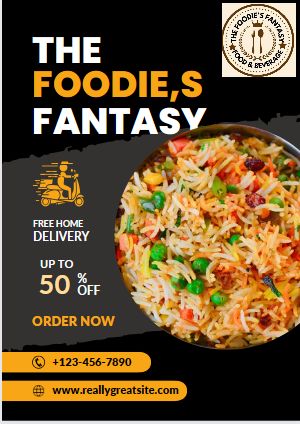 THE
FOODIE,S
FANTASY
THE FOODIE'S FANTASY
FOOD & BEVERAGE
FREE HOME
DELIVERY
UP TO
50 % OFF
ORDER NOW
+123-456-7890
www.reallygreatsite.com